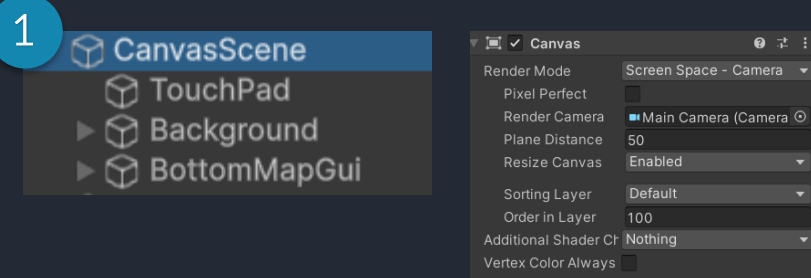 1
CanvasScene
TouchPad
Background
BottomMapGui
Canvas
Render Mode Screen Space - Camera
Pixel Perfect
Render Camera Main Camera (Camera
Plane Distance 50
Resize Canvas Enabled
Sorting Layer Default
Order in Layer 100
Additional Shader Ch Nothing
Vertex Color Always